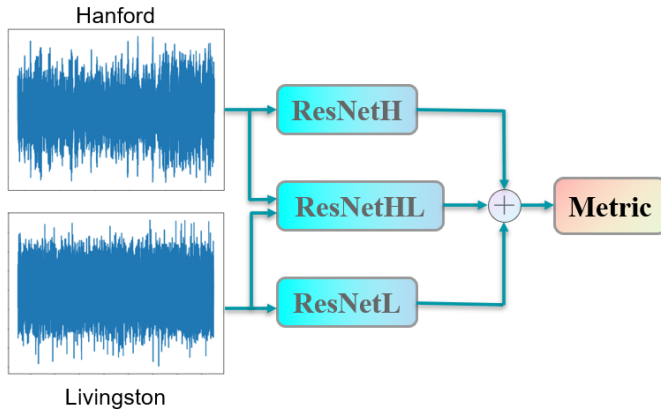 Hanford
ResNetH
ResNetHL
+
Metric
ResNetL
Livingston